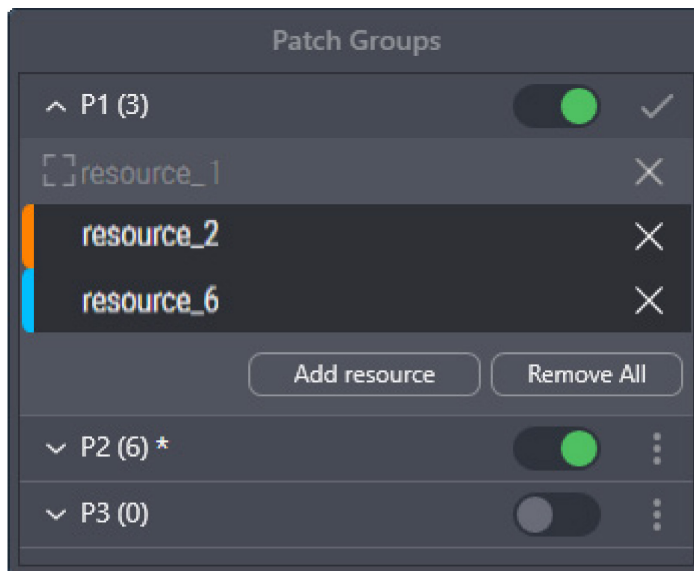 Patch Groups
P1 (3)
resource_1
resource_2
resource_6
Add resource Remove All
P2 (6) *
P3 (0)